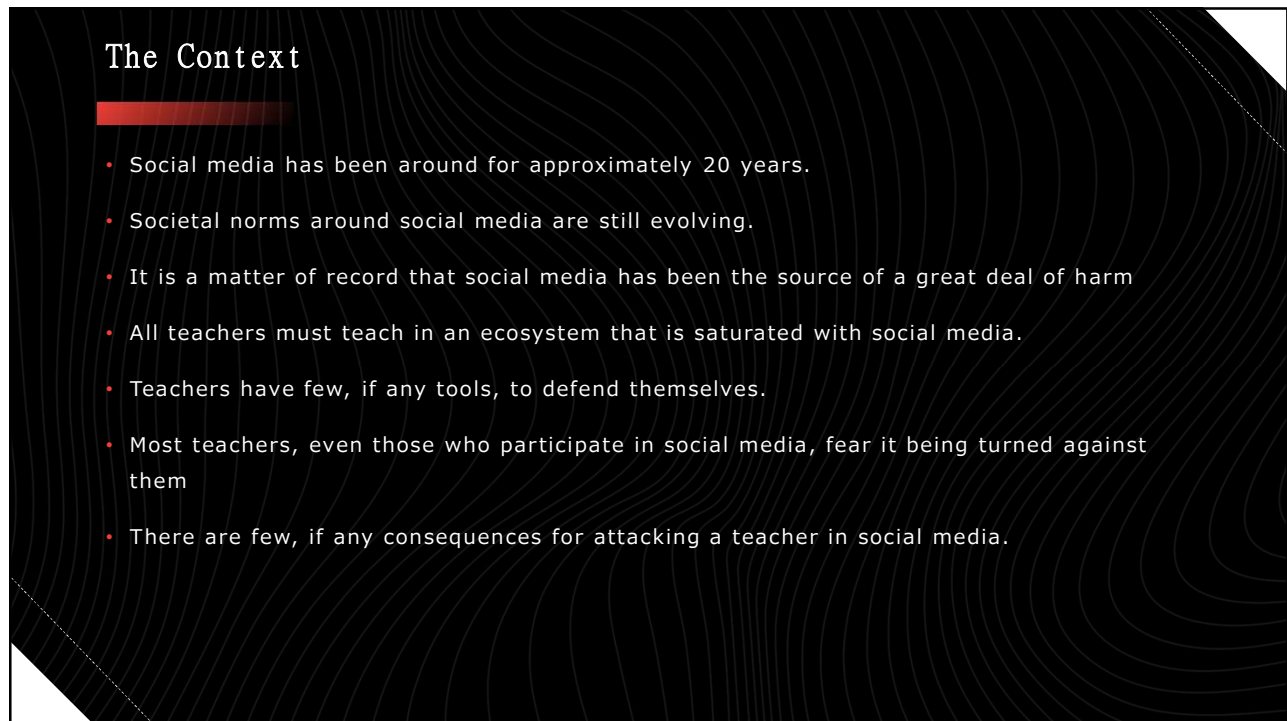 The Context
• Social media has been around for approximately 20 years.
• Societal norms around social media are still evolving.
• It is a matter of record that social media has been the source of a great deal of harm
• All teachers must teach in an ecosystem that is saturated with social media.
• Teachers have few, if any tools, to defend themselves.
• Most teachers, even those who participate in social media, fear it being turned against
them
• There are few, if any consequences for attacking a teacher in social media.